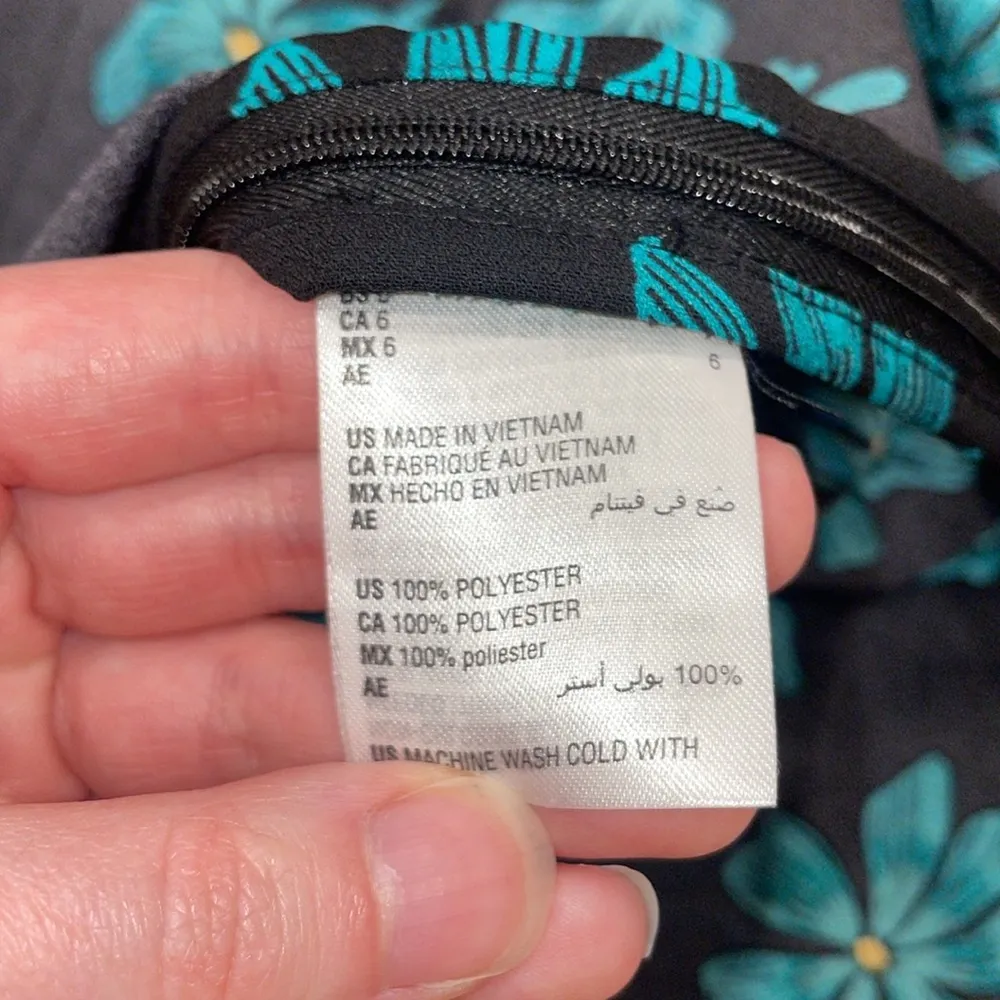 CA 6
MX 6
6
AE
US MADE IN VIETNAM
CA FABRIQUÉ AU VIETNAM
MX HECHO EN VIETNAM
AE صُنع في فيتنام
US 100% POLYESTER
CA 100% POLYESTER
MX 100% poliester
AE 100% بولي أستر
US MACHINE WASH COLD WITH